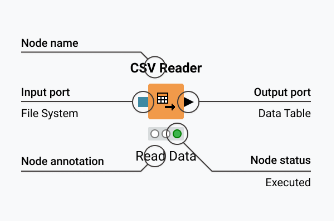 Node name
CSV Reader
Input port
Output port
File System
Data Table
Read Data
Node annotation
Node status
Executed